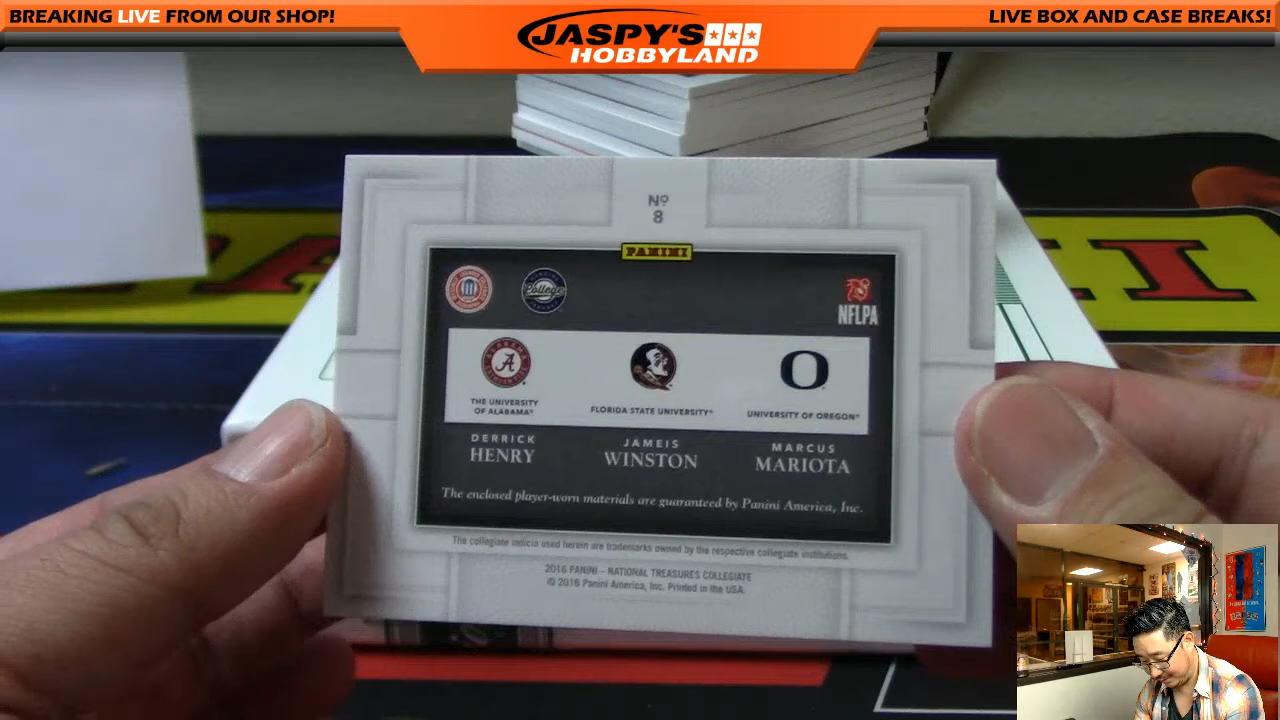 BREAKING LIVE FROM OUR SHOP!
JASPY'S
HOBBYLAND
LIVE BOX AND CASE BREAKS!
Nº
8
PANINI
College
NFLPA
A
THE UNIVERSITY
OF ALABAMA®
FLORIDA STATE UNIVERSITY®
O
UNIVERSITY OF OREGON®
DERRICK
HENRY
JAMEIS
WINSTON
MARCUS
MARIOTA
The enclosed player-worn materials are guaranteed by Panini America, Inc.
The collegiate indicia used herein are trademarks owned by the respective collegiate institutions.
2016 PANINI – NATIONAL TREASURES COLLEGIATE
© 2016 Panini America, Inc. Printed in the USA.